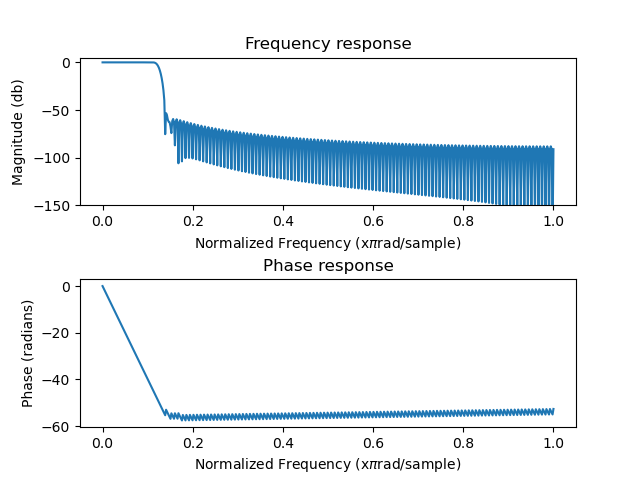 Frequency response
Magnitude (db)
0
−50
−100
−150
0.0 0.2 0.4 0.6 0.8 1.0
Normalized Frequency (xπrad/sample)
Phase response
Phase (radians)
0
−20
−40
−60
0.0 0.2 0.4 0.6 0.8 1.0
Normalized Frequency (xπrad/sample)